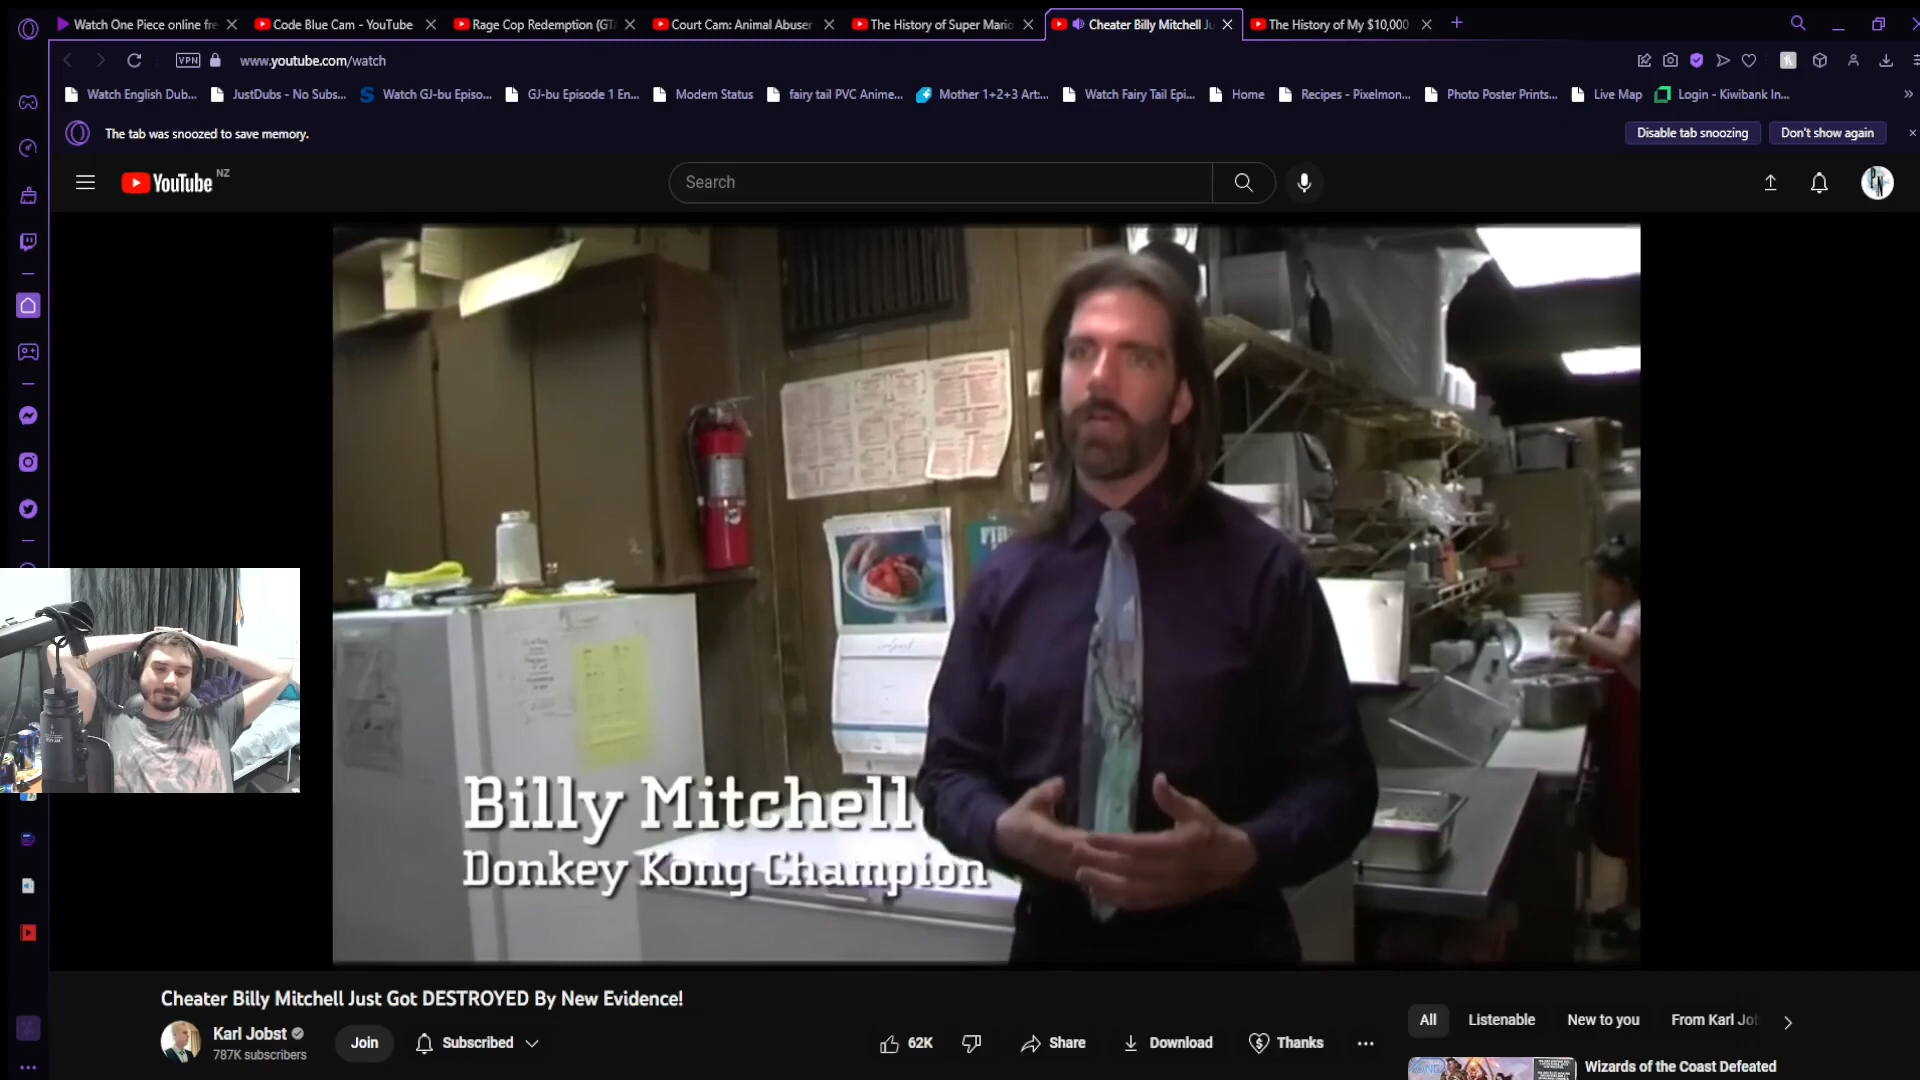 Watch One Piece online fre
Code Blue Cam - YouTube
Rage Cop Redemption (GT
Court Cam: Animal Abuser
The History of Super Mario
Cheater Billy Mitchell Ju
The History of My $10,000
VPN
www.youtube.com/watch
Watch English Dub...
JustDubs - No Subs...
Watch GJ-bu Episo...
GJ-bu Episode 1 En...
Modem Status
fairy tail PVC Anime...
Mother 1+2+3 Art:...
Watch Fairy Tail Epi...
Home
Recipes - Pixelmon...
Photo Poster Prints...
Live Map
Login - Kiwibank In...
The tab was snoozed to save memory.
Disable tab snoozing
Don't show again
YouTube NZ
Search
Billy Mitchell
Donkey Kong Champion
Cheater Billy Mitchell Just Got DESTROYED By New Evidence!
Karl Jobst
787K subscribers
Join
Subscribed
62K
Share
Download
Thanks
All
Listenable
New to you
From Karl Job
Wizards of the Coast Defeated